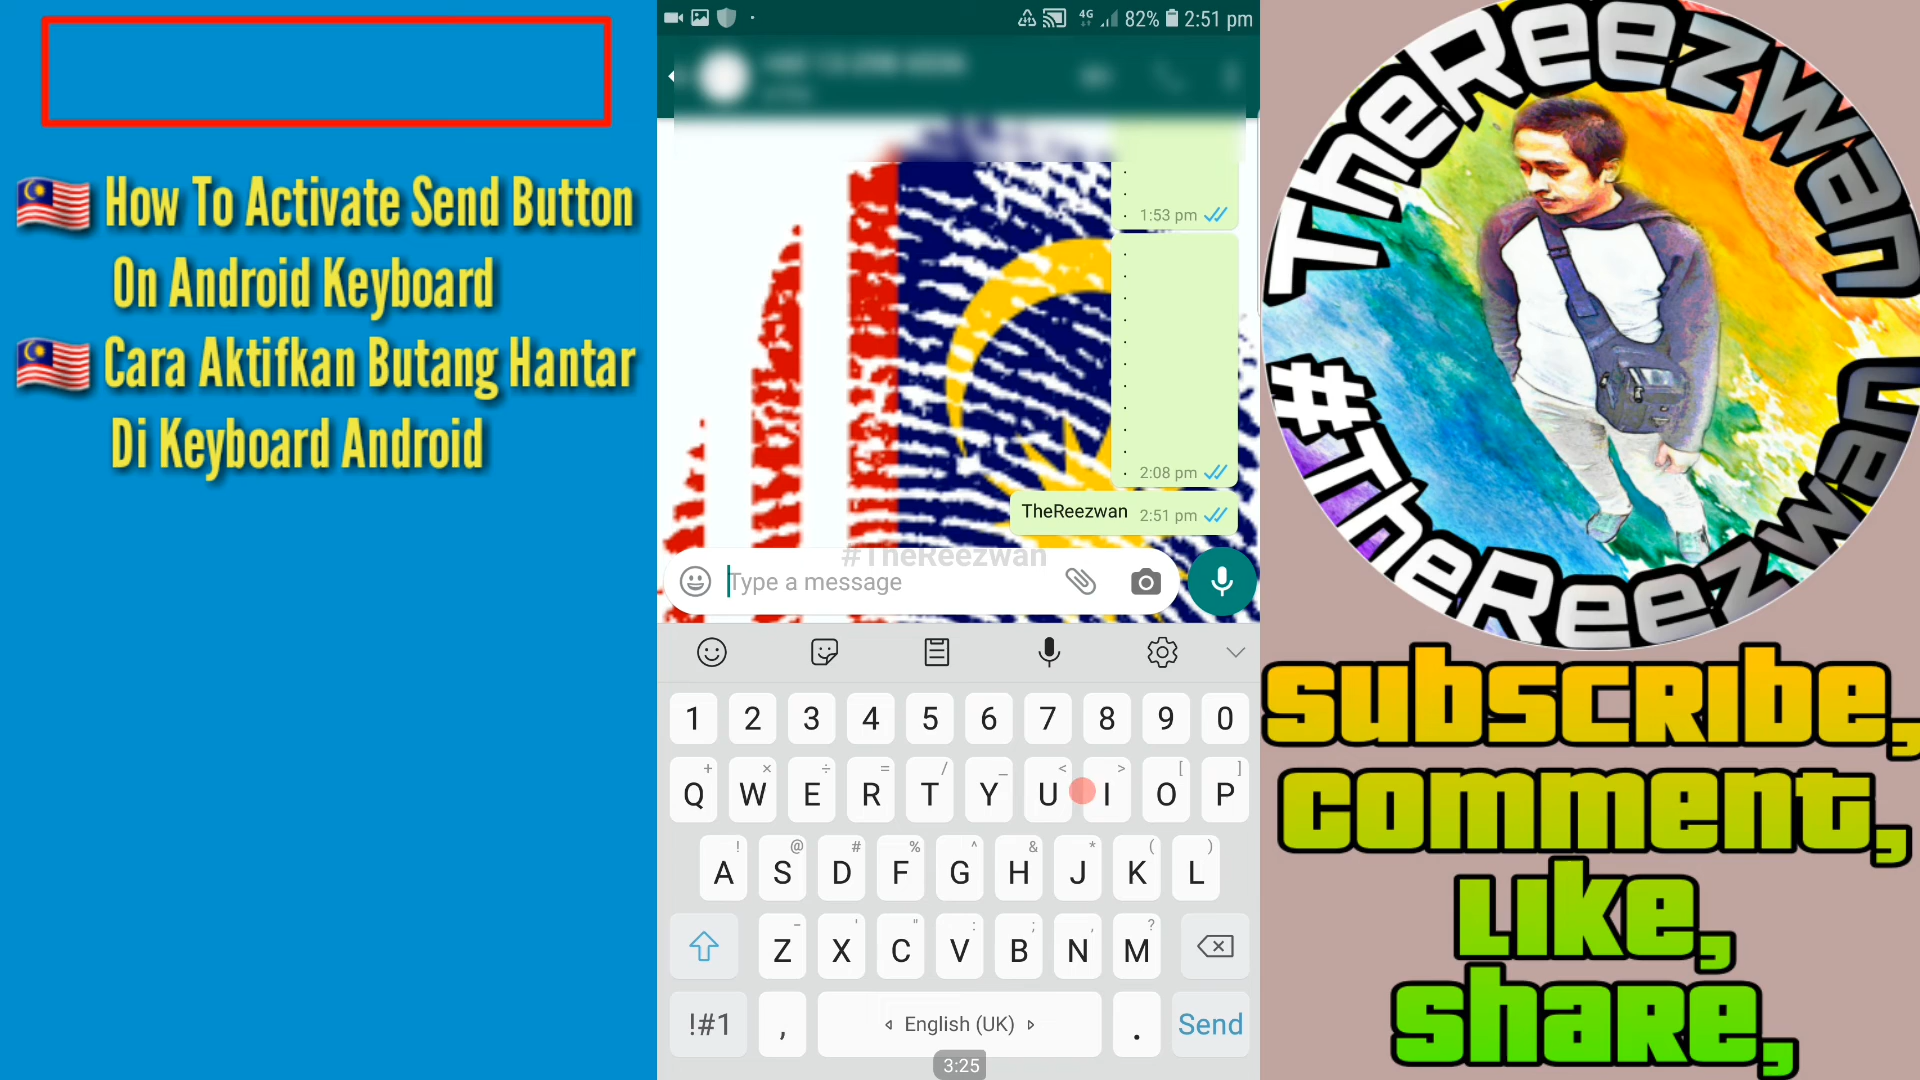 🇲🇾 How To Activate Send Button
On Android Keyboard
🇲🇾 Cara Aktifkan Butang Hantar
Di Keyboard Android
4G 82% 2:51 pm
1:53 pm
2:08 pm
TheReezwan 2:51 pm
#TheReezwan
Type a message
1 2 3 4 5 6 7 8 9 0
+ × ÷ = / _ < > [ ]
Q W E R T Y U I O P
! @ # % ^ & * ( )
A S D F G H J K L
- ' " : ; , ?
Z X C V B N M
!#1 , English (UK) . Send
3:25
TheReezwan
#TheReezwan
Subscribe,
Comment,
Like,
Share,